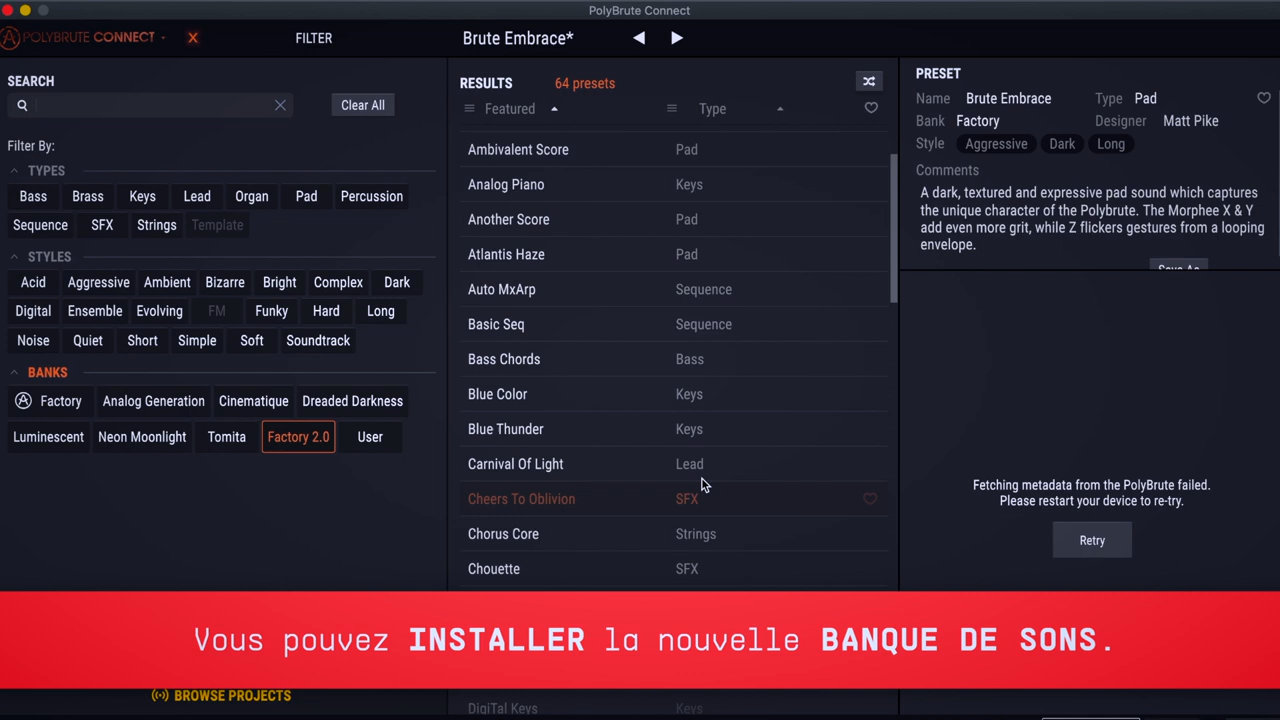 PolyBrute Connect
POLYBRUTE CONNECT
FILTER
Brute Embrace*
SEARCH
Clear All
Filter By:
TYPES
Bass Brass Keys Lead Organ Pad Percussion
Sequence SFX Strings Template
STYLES
Acid Aggressive Ambient Bizarre Bright Complex Dark
Digital Ensemble Evolving FM Funky Hard Long
Noise Quiet Short Simple Soft Soundtrack
BANKS
Factory Analog Generation Cinematique Dreaded Darkness
Luminescent Neon Moonlight Tomita Factory 2.0 User
BROWSE PROJECTS
RESULTS 64 presets
Featured Type
Ambivalent Score Pad
Analog Piano Keys
Another Score Pad
Atlantis Haze Pad
Auto MxArp Sequence
Basic Seq Sequence
Bass Chords Bass
Blue Color Keys
Blue Thunder Keys
Carnival Of Light Lead
Cheers To Oblivion SFX
Chorus Core Strings
Chouette SFX
DigiTal Keys Keys
PRESET
Name Brute Embrace Type Pad
Bank Factory Designer Matt Pike
Style Aggressive Dark Long
Comments
A dark, textured and expressive pad sound which captures
the unique character of the Polybrute. The Morphee X & Y
add even more grit, while Z flickers gestures from a looping
envelope.
Save As
Fetching metadata from the PolyBrute failed.
Please restart your device to re-try.
Retry
Vous pouvez INSTALLER la nouvelle BANQUE DE SONS.